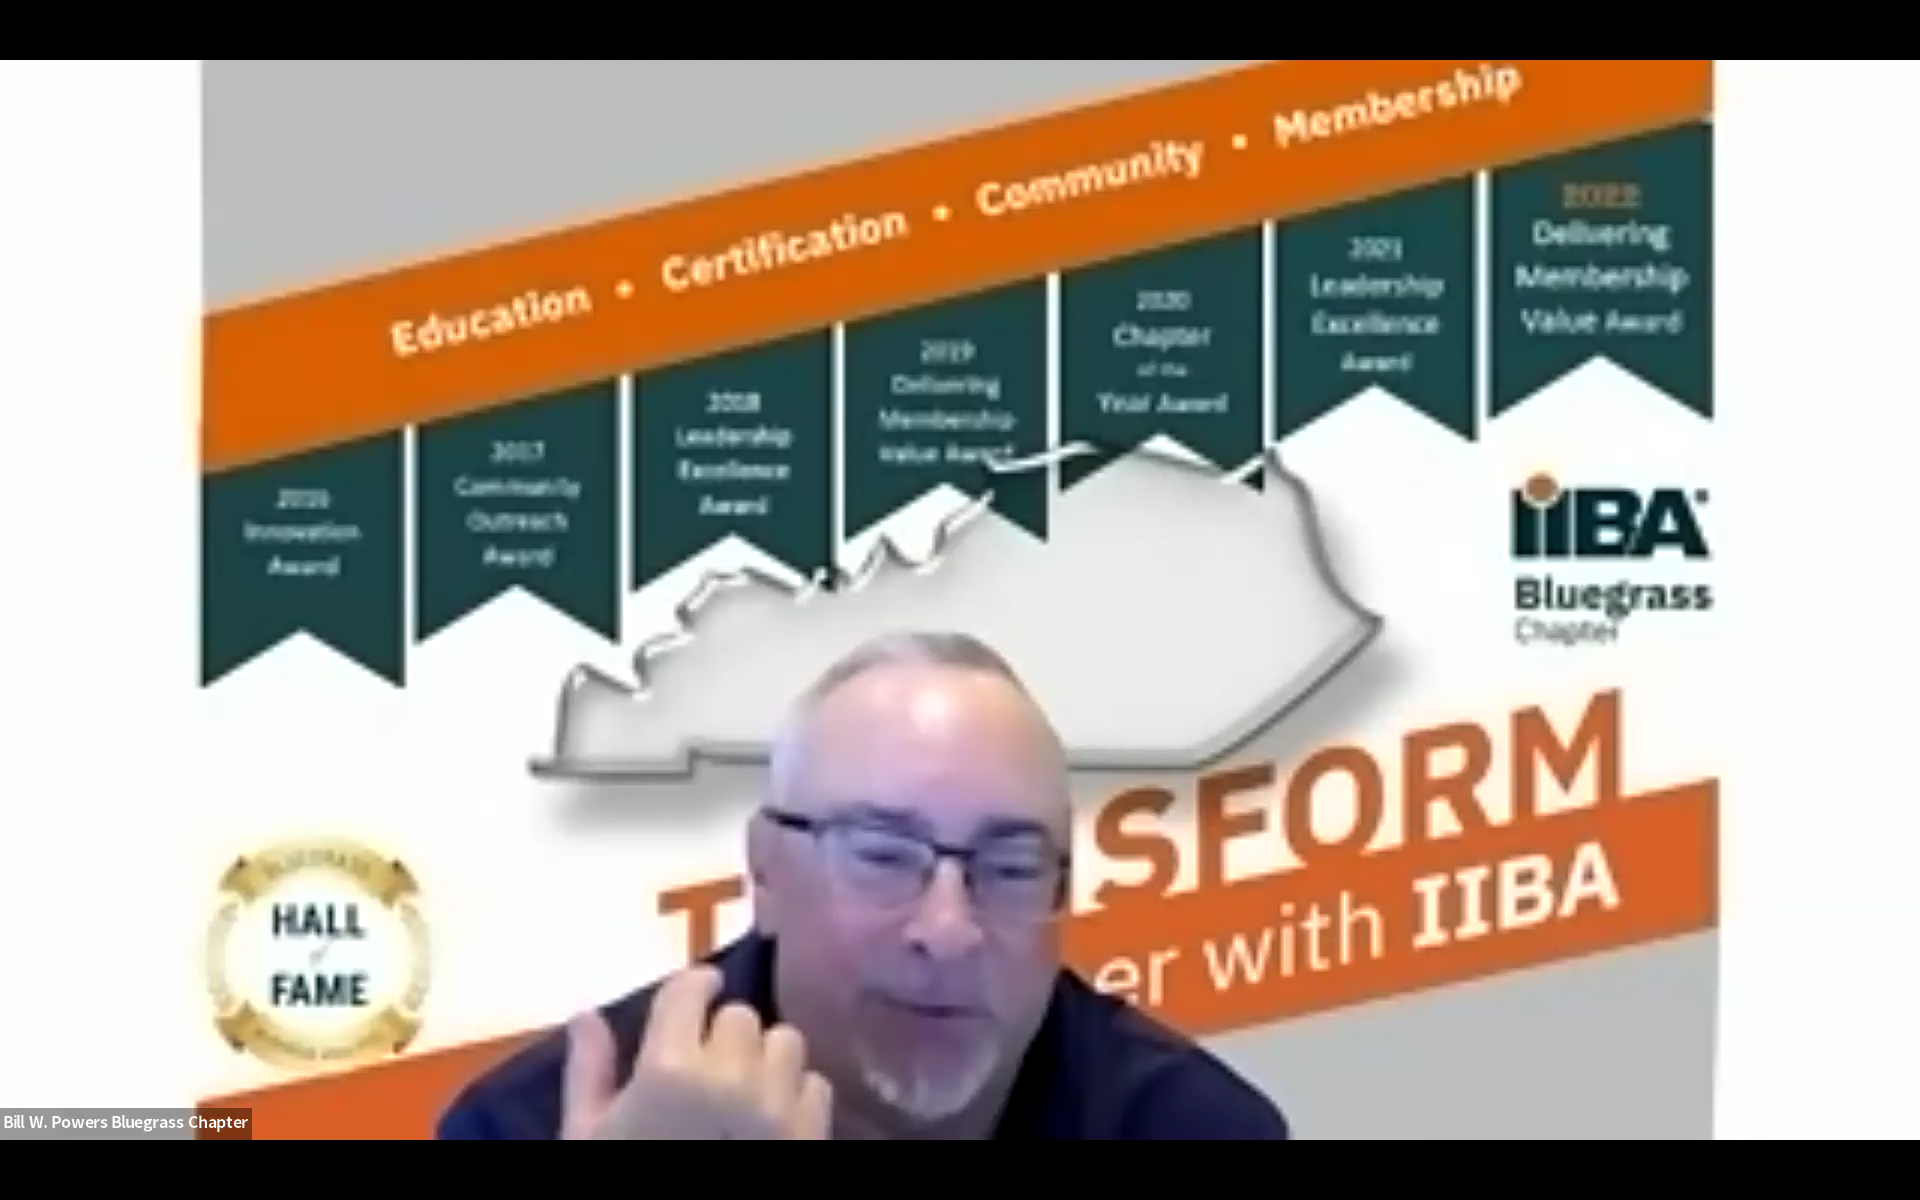 Education • Certification • Community • Membership
2022
Delivering
Membership
Value Award
2021
Leadership
Excellence
Award
2020
Chapter
of the
Year Award
2019
Delivering
Membership
Value Award
2018
Leadership
Excellence
Award
2017
Community
Outreach
Award
Innovation
Award
IIBA®
Bluegrass
Chapter
T SFORM
er with IIBA
HALL
of
FAME
Bill W. Powers Bluegrass Chapter